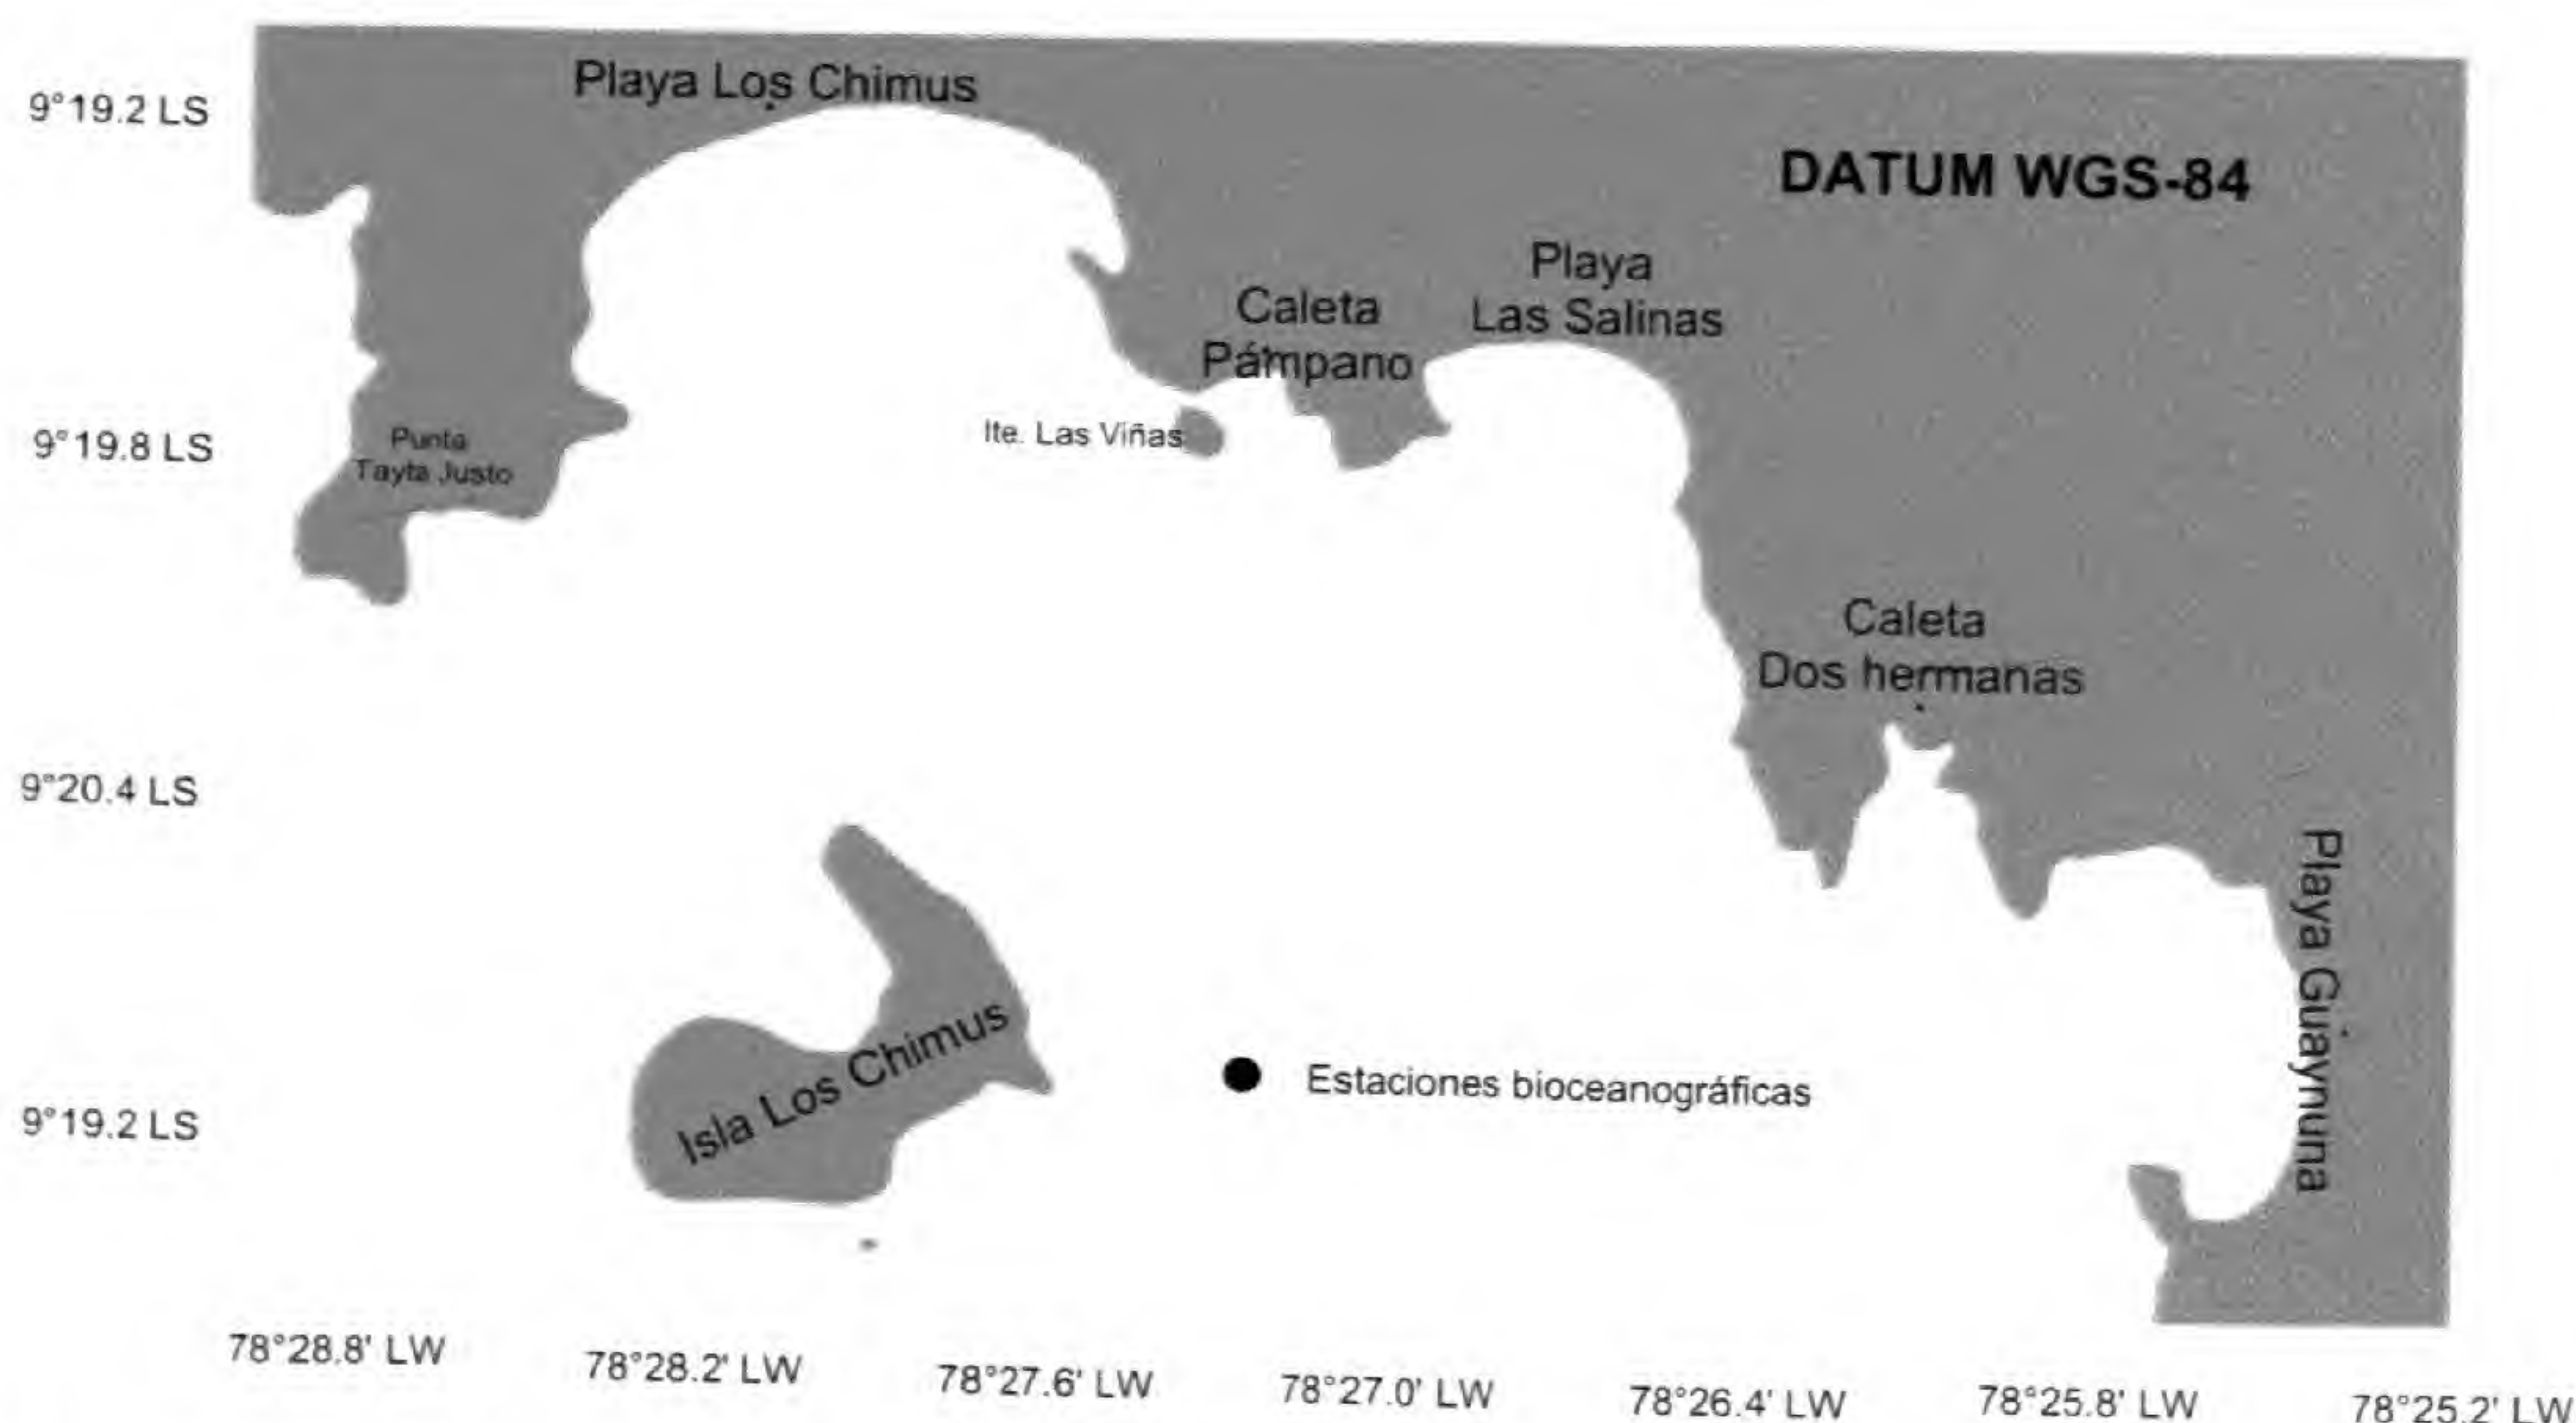 Playa Los Chimus
9°19.2 LS
DATUM WGS-84
Playa
Las Salinas
Caleta
Pámpano
Ite. Las Viñas
9°19.8 LS
Punta
Tayta Justo
Caleta
Dos hermanas
9°20.4 LS
Playa Guaynuna
Isla Los Chimus
Estaciones bioceanográficas
9°19.2 LS
78°28.8' LW
78°28.2' LW
78°27.6' LW
78°27.0' LW
78°26.4' LW
78°25.8' LW
78°25.2' LW